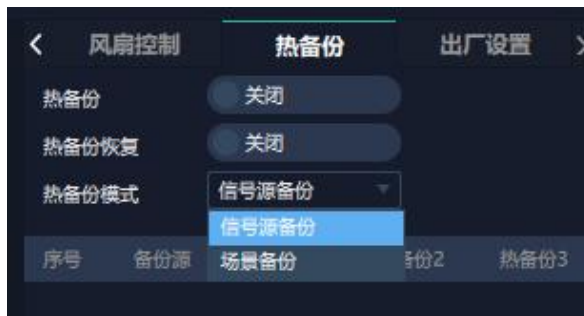 风扇控制 热备份 出厂设置
热备份 关闭
热备份恢复 关闭
热备份模式 信号源备份
信号源备份
序号 备份源 场景备份 备份2 热备份3